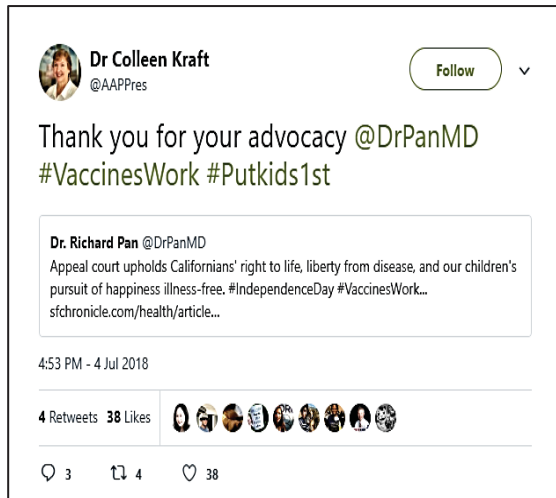 Dr Colleen Kraft
@AAPPres
Follow
Thank you for your advocacy @DrPanMD
#VaccinesWork #Putkids1st
Dr. Richard Pan @DrPanMD
Appeal court upholds Californians' right to life, liberty from disease, and our children's
pursuit of happiness illness-free. #IndependenceDay #VaccinesWork...
sfchronicle.com/health/article...
4:53 PM - 4 Jul 2018
4 Retweets 38 Likes
3 4 38